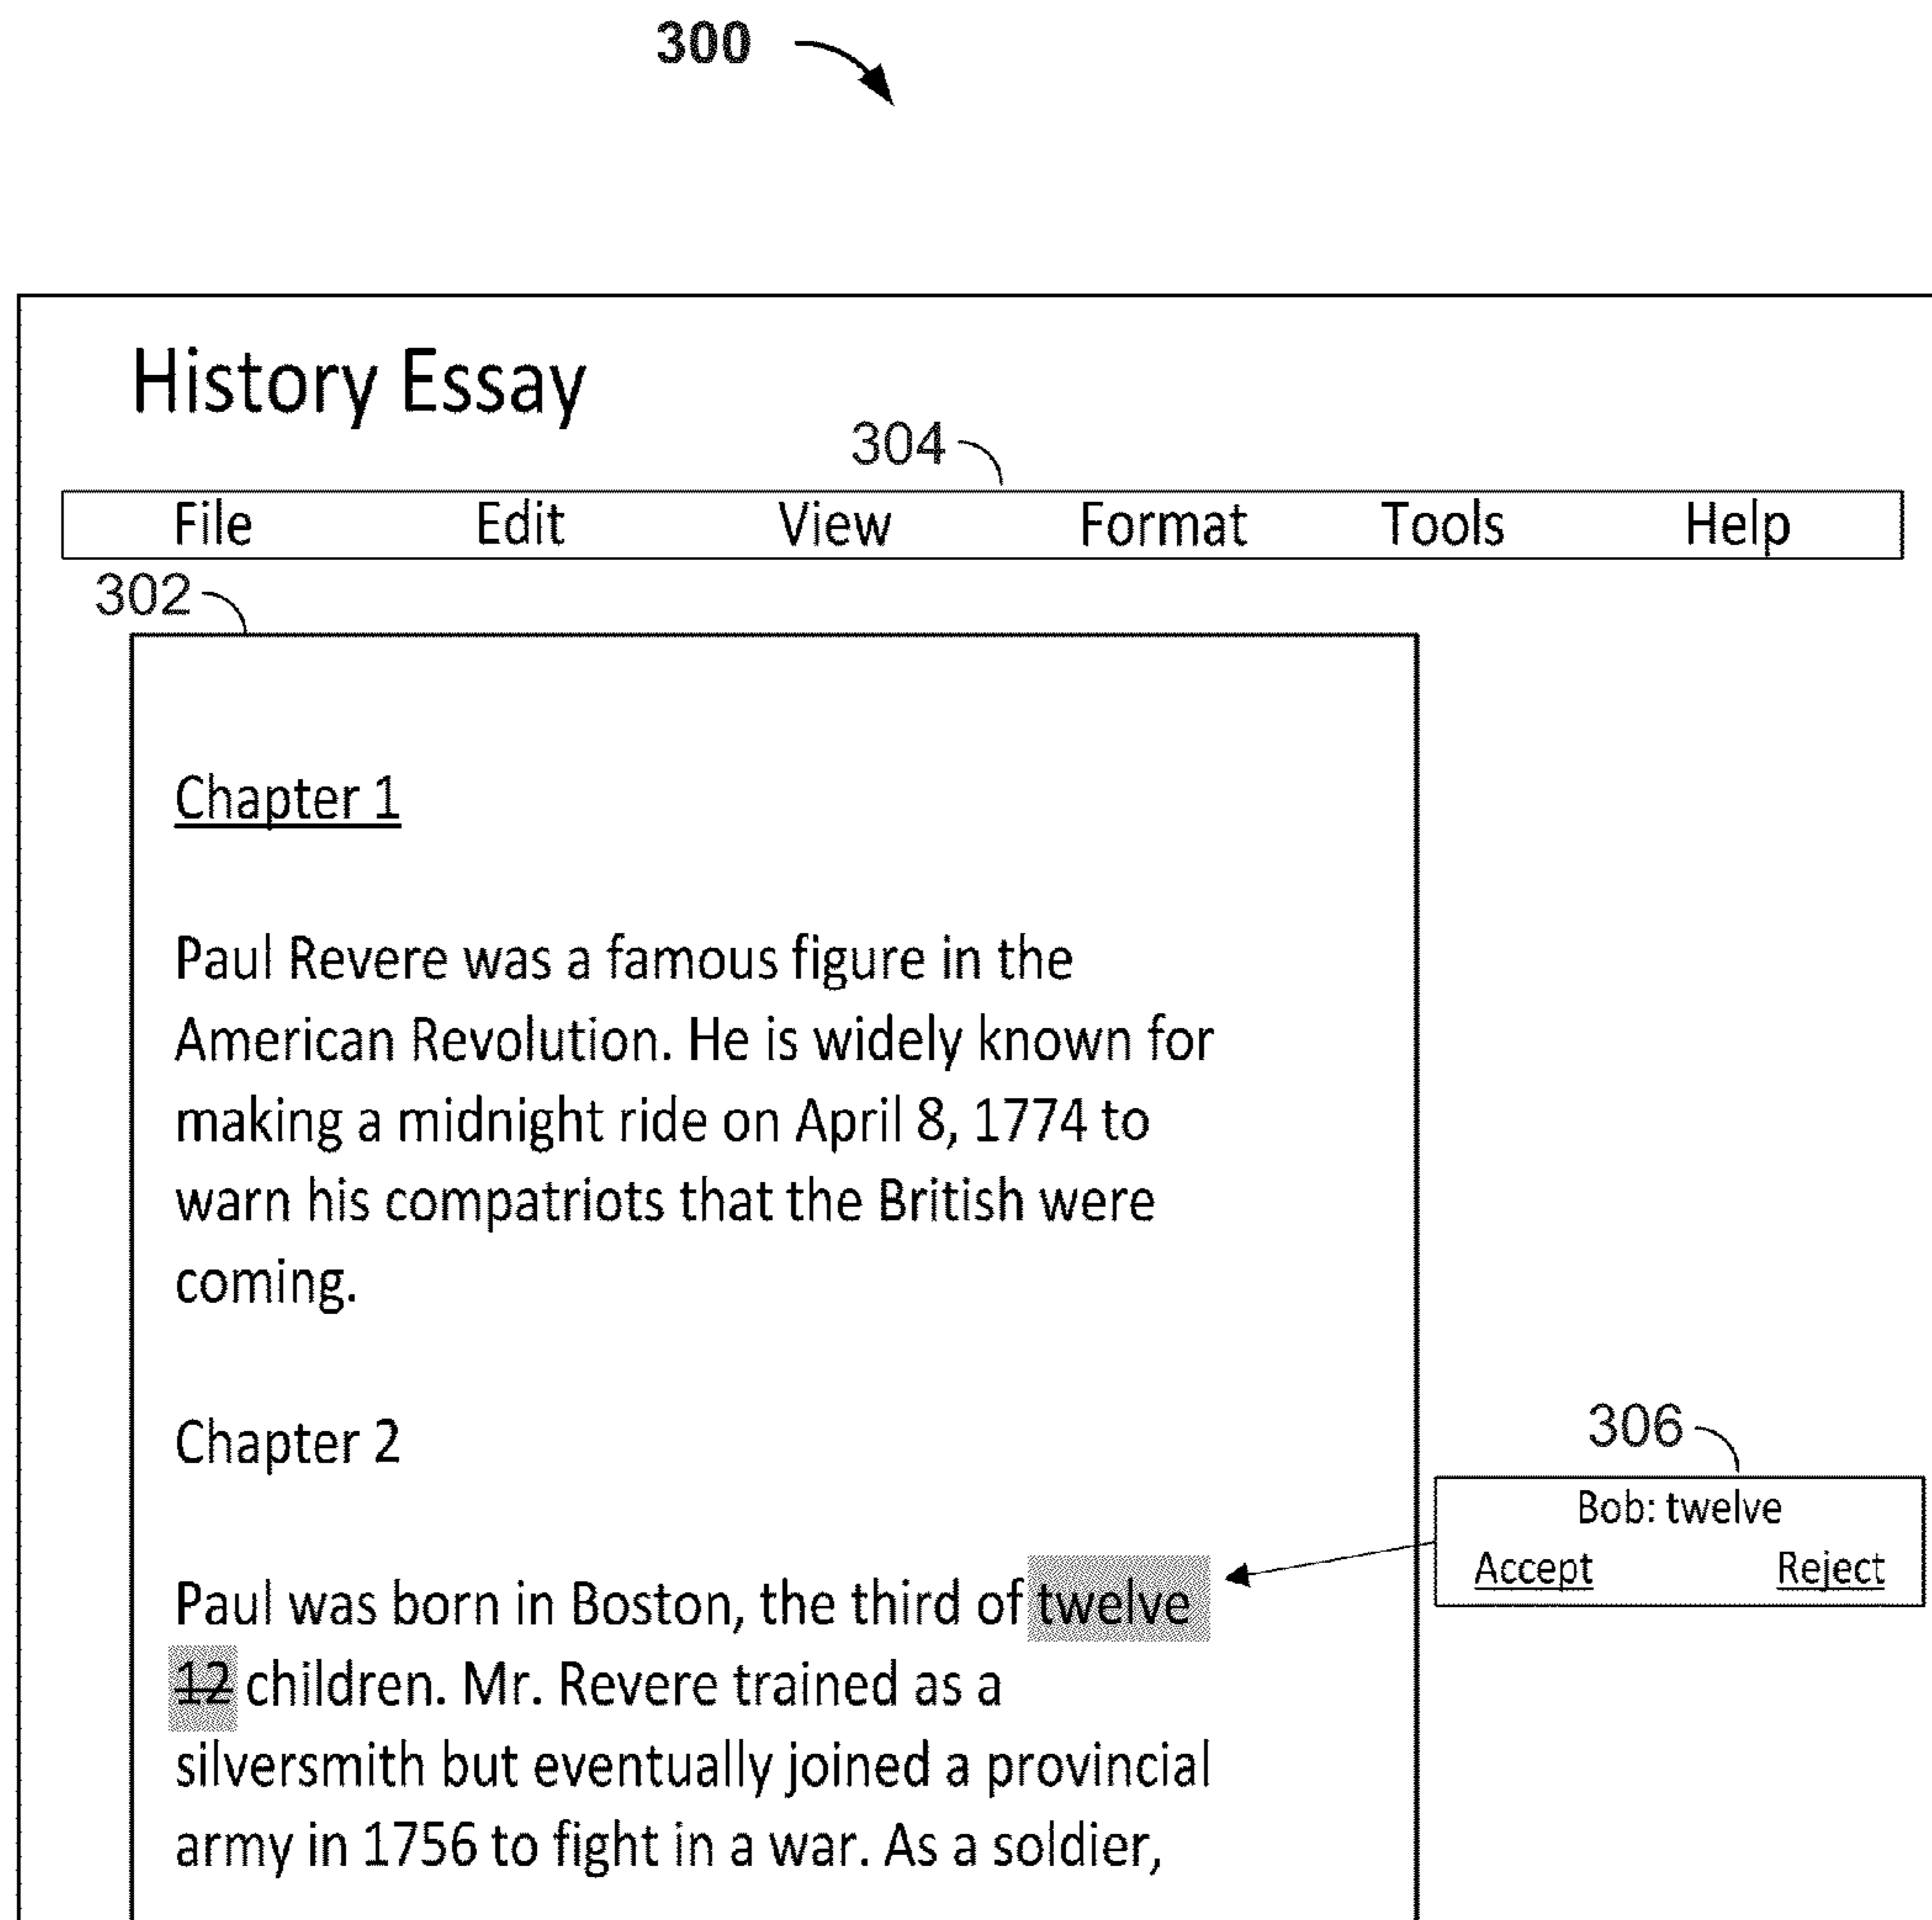 300
History Essay
304
File Edit View Format Tools Help
302
Chapter 1
Paul Revere was a famous figure in the
American Revolution. He is widely known for
making a midnight ride on April 8, 1774 to
warn his compatriots that the British were
coming.
Chapter 2
306
Bob: twelve
Accept Reject
Paul was born in Boston, the third of twelve
12 children. Mr. Revere trained as a
silversmith but eventually joined a provincial
army in 1756 to fight in a war. As a soldier,